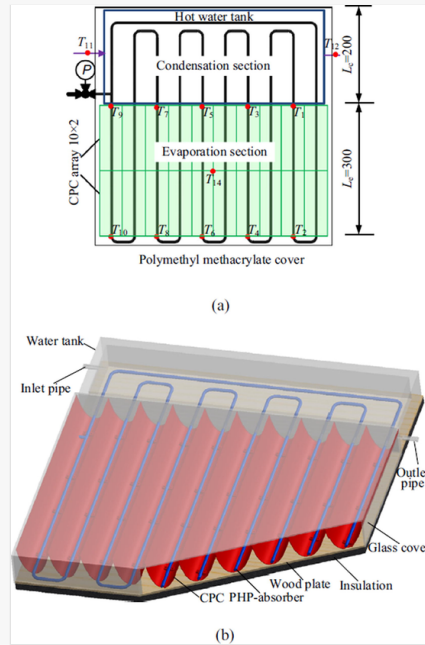 Hot water tank
T11
T12
Condensation section
P
Lc=200
T9
T7
T5
T3
T1
CPC array 10×2
Evaporation section
T14
Le=300
T10
T8
T6
T4
T2
Polymethyl methacrylate cover
(a)
Water tank
Inlet pipe
Outlet
pipe
Glass cover
Wood plate
Insulation
CPC PHP-absorber
(b)